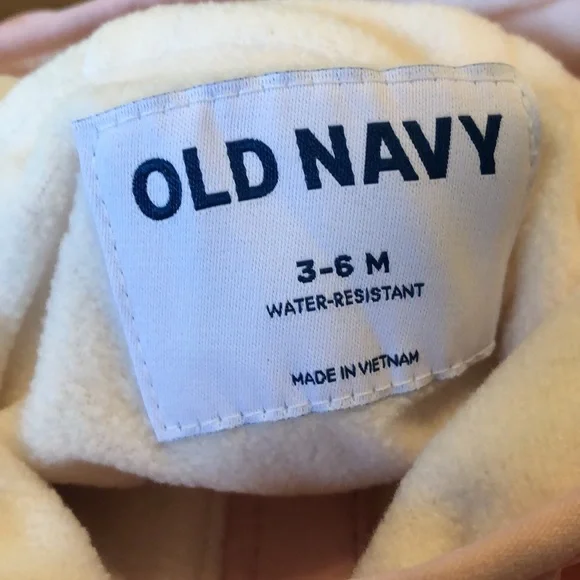 OLD NAVY
3-6 M
WATER-RESISTANT
MADE IN VIETNAM